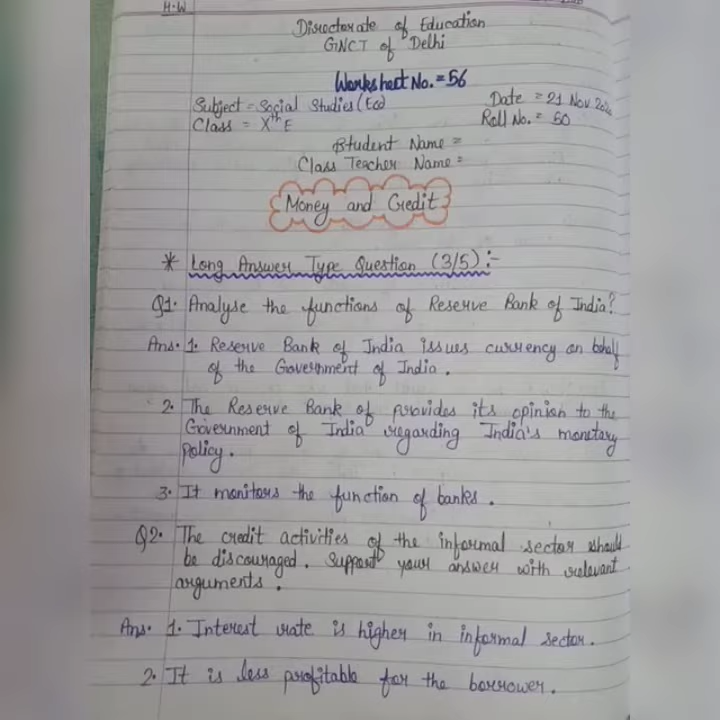 H.W
Directorate of Education
GNCT of Delhi
Worksheet No. = 56
Subject = Social Studies (Eco)
Date = 21 Nov
Class = Xth E
Roll No. = 50
Student Name =
Class Teacher Name =
Money and Credit
* Long Answer Type Question (3/5) :-
Q1. Analyse the functions of Reserve Bank of India?
Ans. 1. Reserve Bank of India issues currency on behalf
of the Government of India.
2. The Reserve Bank of provides its opinion to the
Government of India regarding India's monetary
policy.
3. It monitors the function of banks.
Q2. The credit activities of the informal sector should
be discouraged. Support your answer with relevant
arguments.
Ans. 1. Interest rate is higher in informal sector.
2. It is less profitable for the borrower.